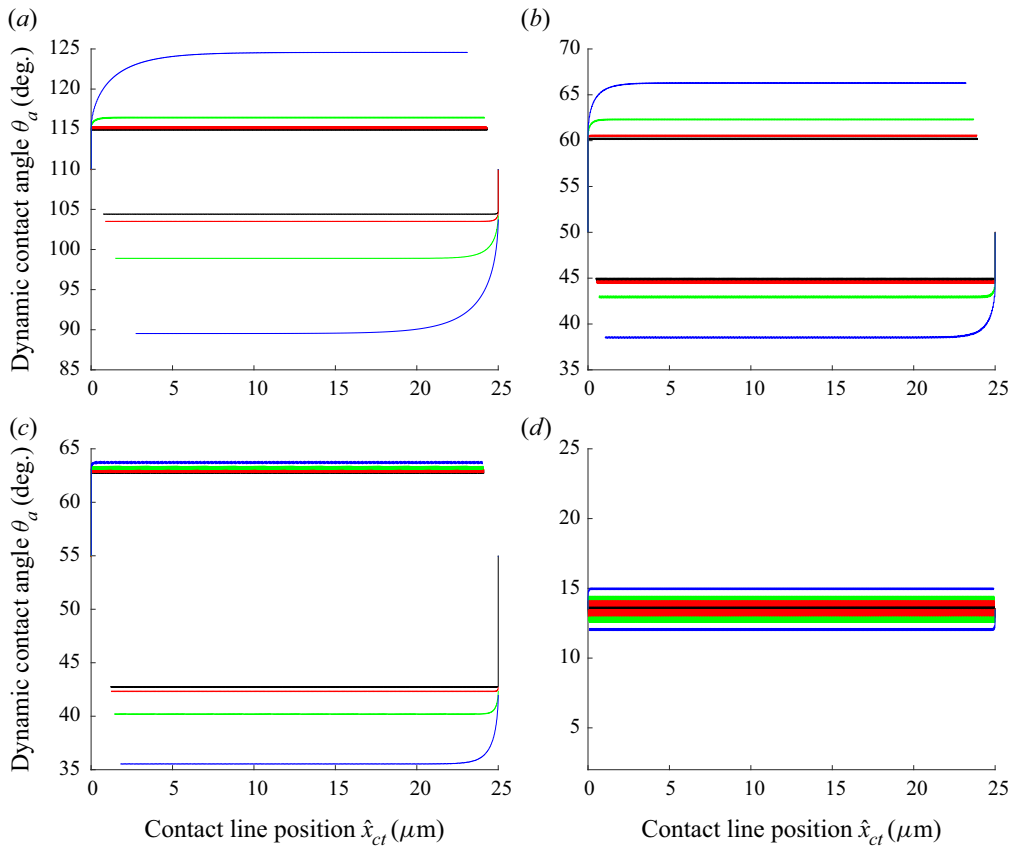 (a)
Dynamic contact angle θa (deg.)
125
120
115
110
105
100
95
90
85
0 5 10 15 20 25
(b)
70
65
60
55
50
45
40
35
0 5 10 15 20 25
(c)
Dynamic contact angle θa (deg.)
65
60
55
50
45
40
35
0 5 10 15 20 25
Contact line position x̂ct (μm)
(d)
25
20
15
10
5
0 5 10 15 20 25
Contact line position x̂ct (μm)